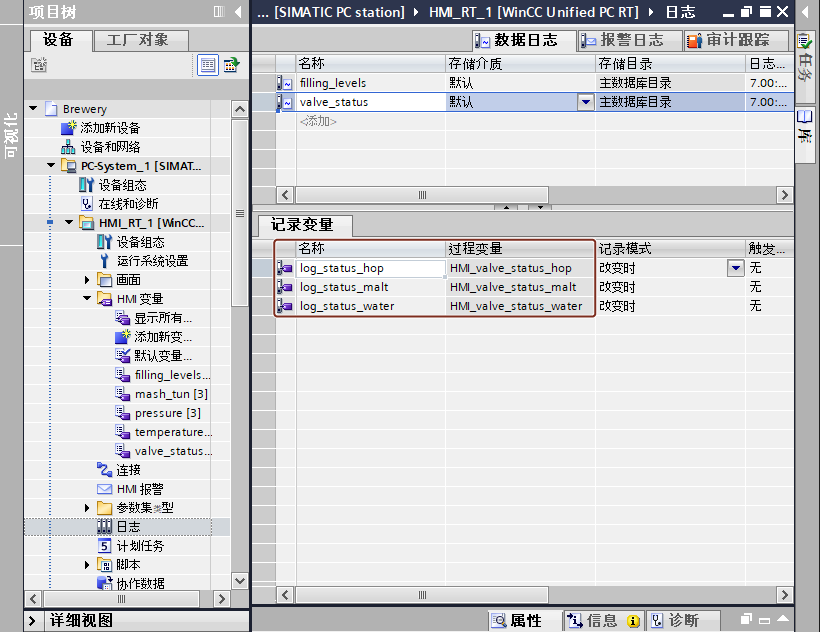 项目树
... [SIMATIC PC station] HMI_RT_1 [WinCC Unified PC RT] 日志
设备
工厂对象
数据日志
报警日志
审计跟踪
可视化
Brewery
添加新设备
设备和网络
PC-System_1 [SIMAT...
设备组态
在线和诊断
HMI_RT_1 [WinCC...
设备组态
运行系统设置
画面
HMI 变量
显示所有...
添加新变...
默认变量...
filling_levels...
mash_tun [3]
pressure [3]
temperature...
valve_status...
连接
HMI 报警
参数集类型
日志
计划任务
脚本
协作数据
详细视图
名称 存储介质 存储目录 日志...
filling_levels 默认 主数据库目录 7.00:...
valve_status 默认 主数据库目录 7.00:...
<添加>
记录变量
名称 过程变量 记录模式 触发...
log_status_hop HMI_valve_status_hop 改变时 无
log_status_malt HMI_valve_status_malt 改变时 无
log_status_water HMI_valve_status_water 改变时 无
属性
信息
诊断
任务
库